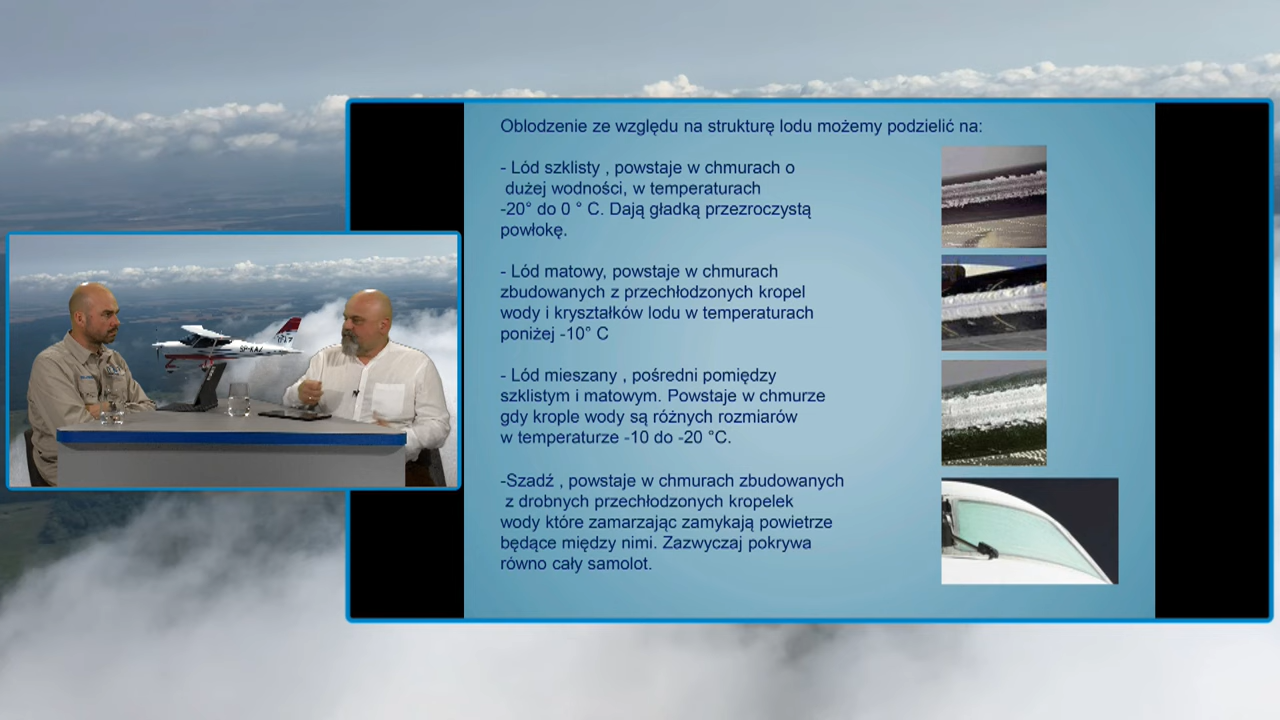 Oblodzenie ze względu na strukturę lodu możemy podzielić na:
- Lód szklisty , powstaje w chmurach o
dużej wodności, w temperaturach
-20° do 0 ° C. Dają gładką przezroczystą
powłokę.
- Lód matowy, powstaje w chmurach
zbudowanych z przechłodzonych kropel
wody i kryształków lodu w temperaturach
poniżej -10° C
- Lód mieszany , pośredni pomiędzy
szklistym i matowym. Powstaje w chmurze
gdy krople wody są różnych rozmiarów
w temperaturze -10 do -20 °C.
-Szadź , powstaje w chmurach zbudowanych
z drobnych przechłodzonych kropelek
wody które zamarzając zamykają powietrze
będące między nimi. Zazwyczaj pokrywa
równo cały samolot.
SP-KAZ